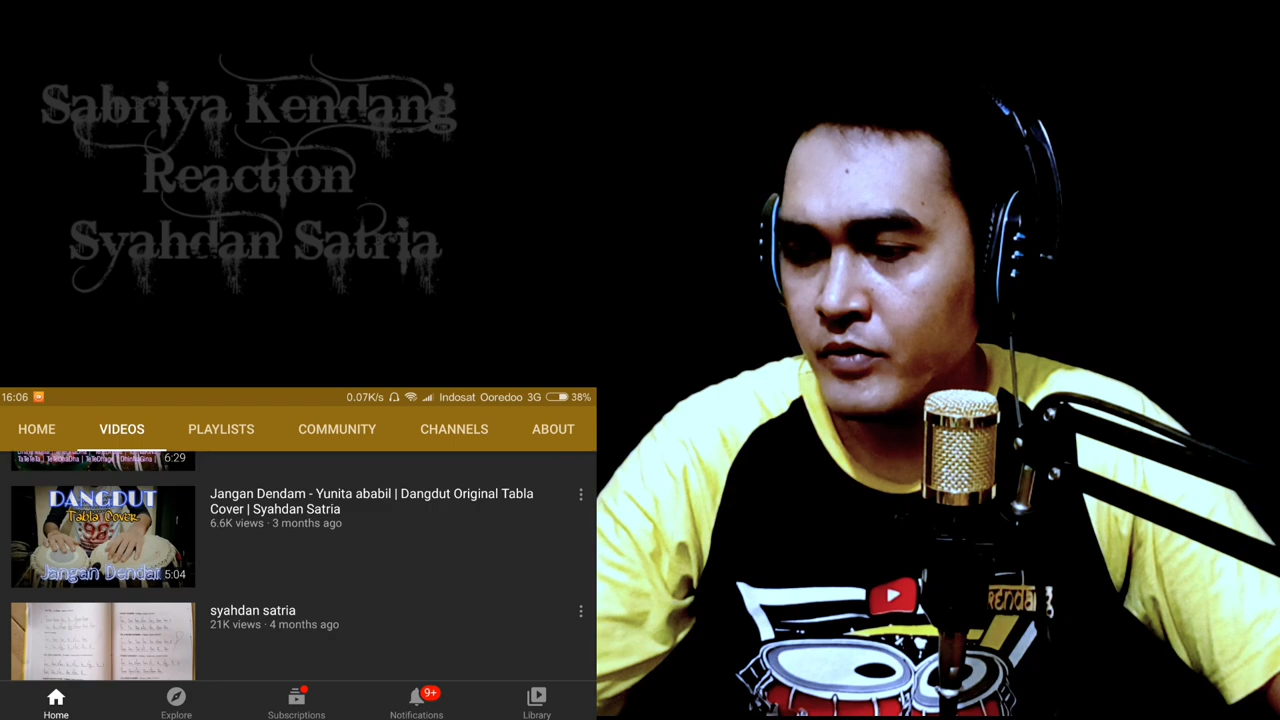 Sabriya Kendang
Reaction
Syahdan Satria
16:06
0.07K/s
Indosat Ooredoo 3G
38%
HOME
VIDEOS
PLAYLISTS
COMMUNITY
CHANNELS
ABOUT
6:29
DANGDUT
Tabla Cover
Jangan Dendam
5:04
Jangan Dendam - Yunita ababil | Dangdut Original Tabla
Cover | Syahdan Satria
6.6K views · 3 months ago
syahdan satria
21K views · 4 months ago
Home
Explore
Subscriptions
9+
Notifications
Library